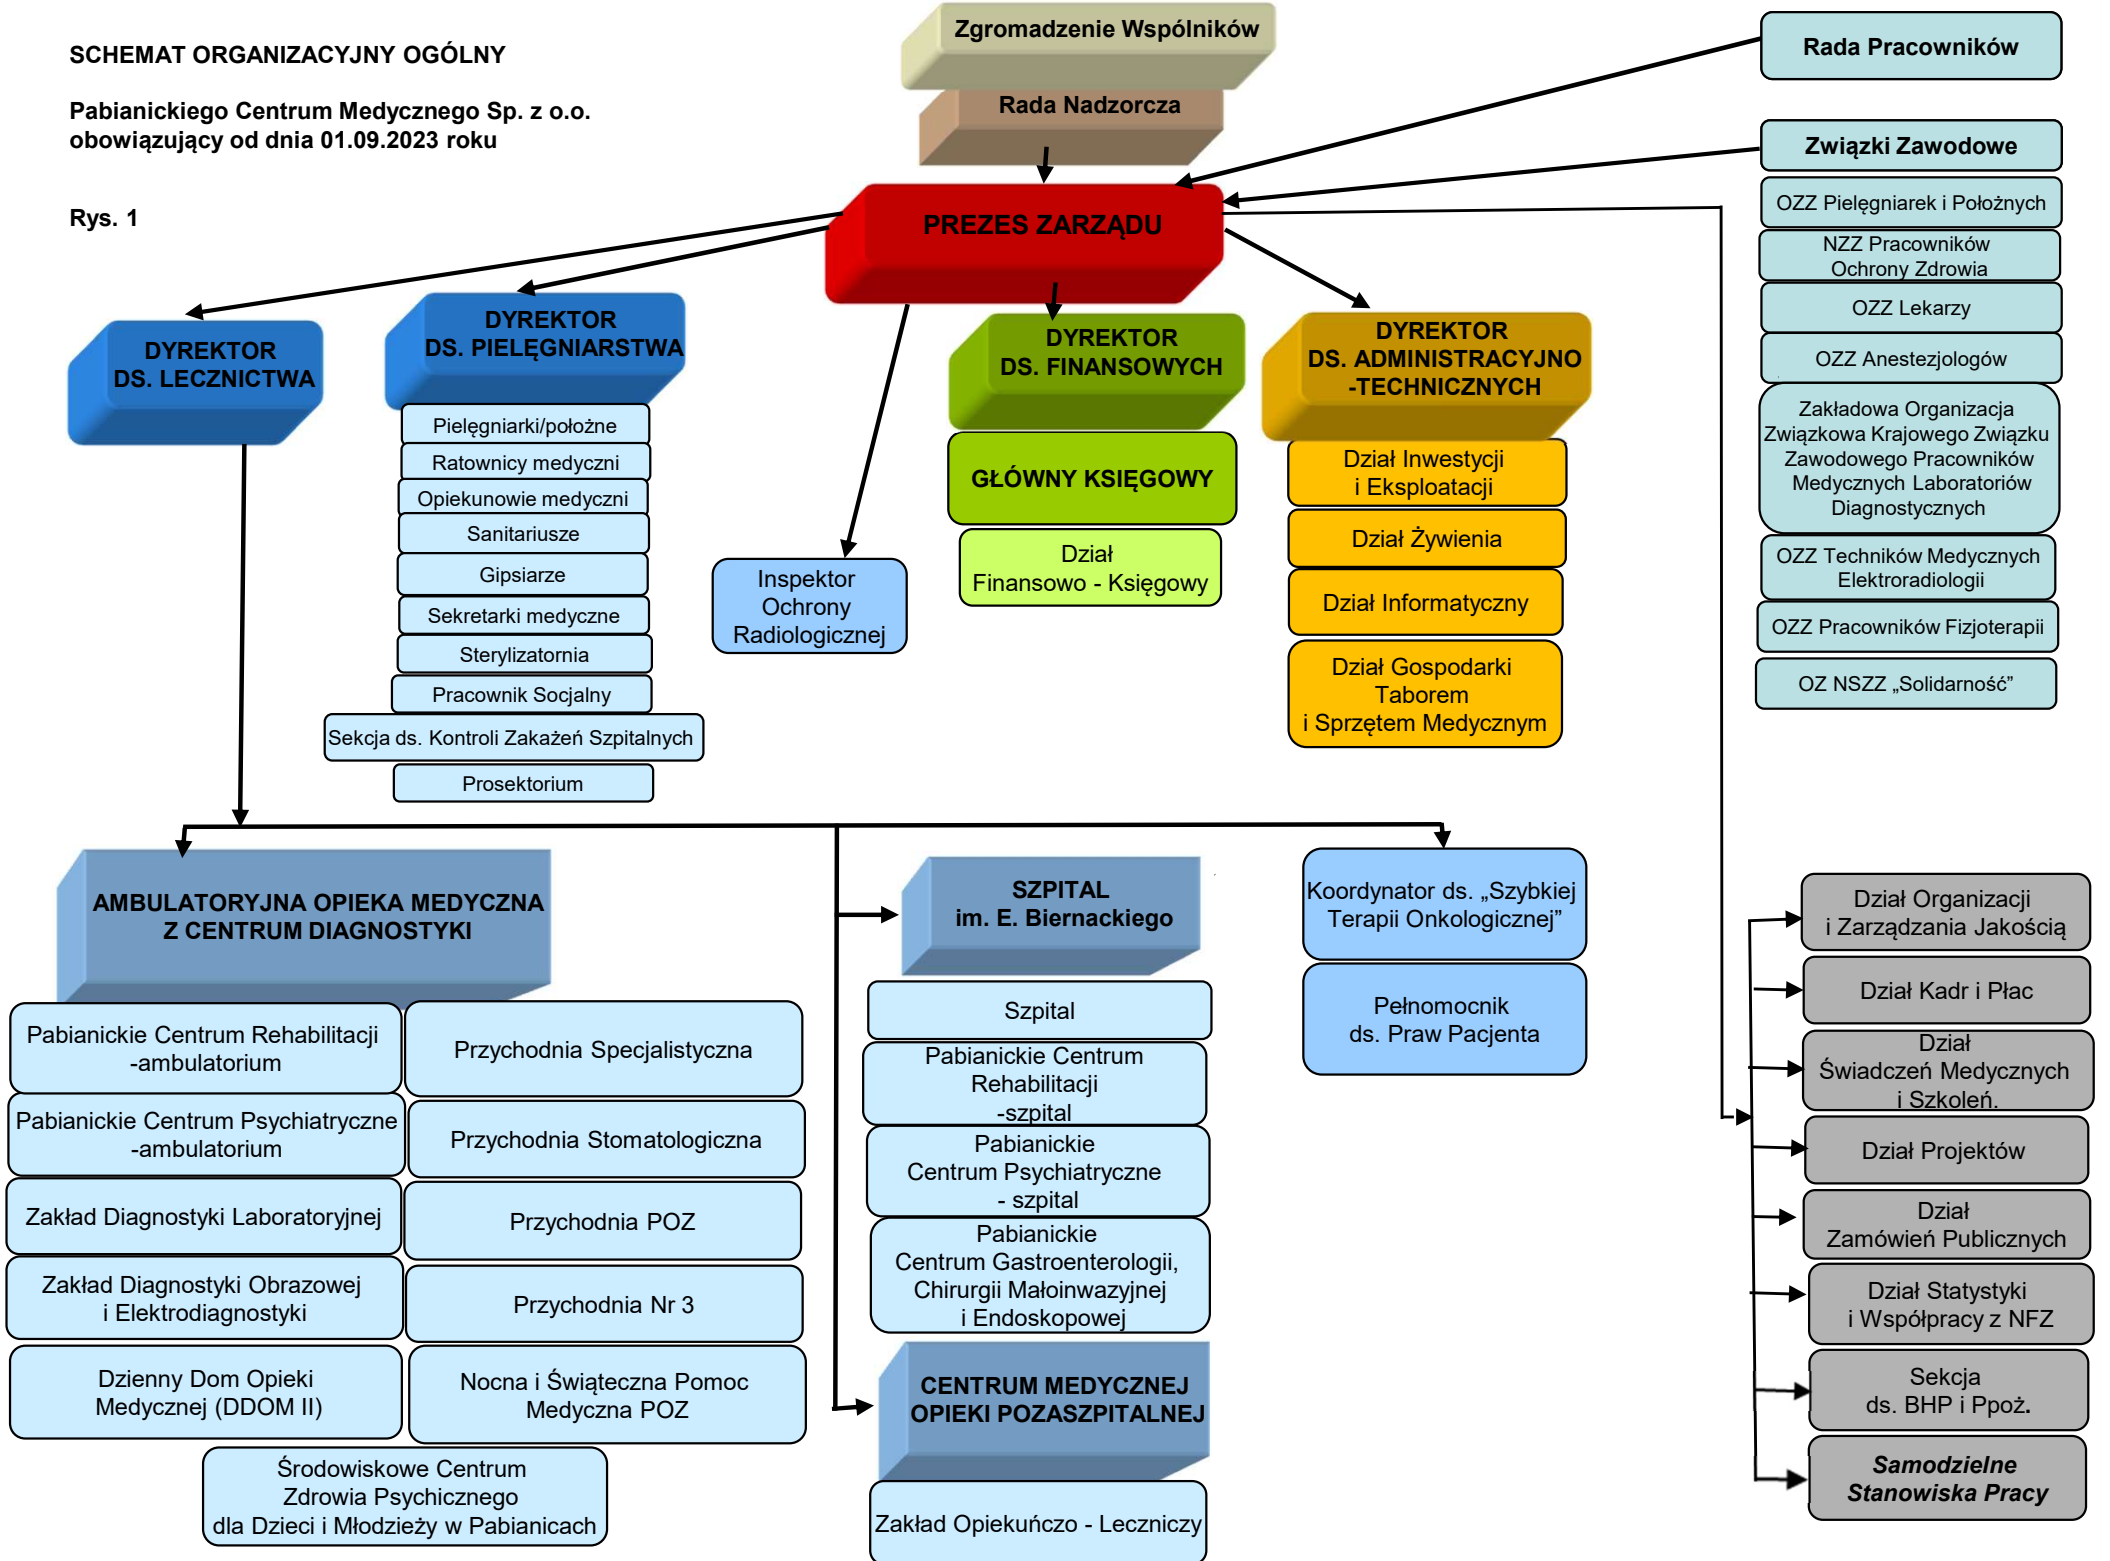 SCHEMAT ORGANIZACYJNY OGÓLNY
Pabianickiego Centrum Medycznego Sp. z o.o.
obowiązujący od dnia 01.09.2023 roku
Rys. 1
Zgromadzenie Wspólników
Rada Nadzorcza
PREZES ZARZĄDU
Rada Pracowników
Związki Zawodowe
OZZ Pielęgniarek i Położnych
NZZ Pracowników
Ochrony Zdrowia
OZZ Lekarzy
OZZ Anestezjologów
Zakładowa Organizacja
Związkowa Krajowego Związku
Zawodowego Pracowników
Medycznych Laboratoriów
Diagnostycznych
OZZ Techników Medycznych
Elektroradiologii
OZZ Pracowników Fizjoterapii
OZ NSZZ „Solidarność”
DYREKTOR
DS. LECZNICTWA
DYREKTOR
DS. PIELĘGNIARSTWA
Pielęgniarki/położne
Ratownicy medyczni
Opiekunowie medyczni
Sanitariusze
Gipsiarze
Sekretarki medyczne
Sterylizatornia
Pracownik Socjalny
Sekcja ds. Kontroli Zakażeń Szpitalnych
Prosektorium
Inspektor
Ochrony
Radiologicznej
DYREKTOR
DS. FINANSOWYCH
GŁÓWNY KSIĘGOWY
Dział
Finansowo - Księgowy
DYREKTOR
DS. ADMINISTRACYJNO
-TECHNICZNYCH
Dział Inwestycji
i Eksploatacji
Dział Żywienia
Dział Informatyczny
Dział Gospodarki
Taborem
i Sprzętem Medycznym
AMBULATORYJNA OPIEKA MEDYCZNA
Z CENTRUM DIAGNOSTYKI
Pabianickie Centrum Rehabilitacji
-ambulatorium
Pabianickie Centrum Psychiatryczne
-ambulatorium
Zakład Diagnostyki Laboratoryjnej
Zakład Diagnostyki Obrazowej
i Elektrodiagnostyki
Dzienny Dom Opieki
Medycznej (DDOM II)
Przychodnia Specjalistyczna
Przychodnia Stomatologiczna
Przychodnia POZ
Przychodnia Nr 3
Nocna i Świąteczna Pomoc
Medyczna POZ
Środowiskowe Centrum
Zdrowia Psychicznego
dla Dzieci i Młodzieży w Pabianicach
SZPITAL
im. E. Biernackiego
Szpital
Pabianickie Centrum
Rehabilitacji
-szpital
Pabianickie
Centrum Psychiatryczne
- szpital
Pabianickie
Centrum Gastroenterologii,
Chirurgii Małoinwazyjnej
i Endoskopowej
CENTRUM MEDYCZNEJ
OPIEKI POZASZPITALNEJ
Zakład Opiekuńczo - Leczniczy
Koordynator ds. „Szybkiej
Terapii Onkologicznej”
Pełnomocnik
ds. Praw Pacjenta
Dział Organizacji
i Zarządzania Jakością
Dział Kadr i Płac
Dział
Świadczeń Medycznych
i Szkoleń.
Dział Projektów
Dział
Zamówień Publicznych
Dział Statystyki
i Współpracy z NFZ
Sekcja
ds. BHP i Ppoż.
Samodzielne
Stanowiska Pracy